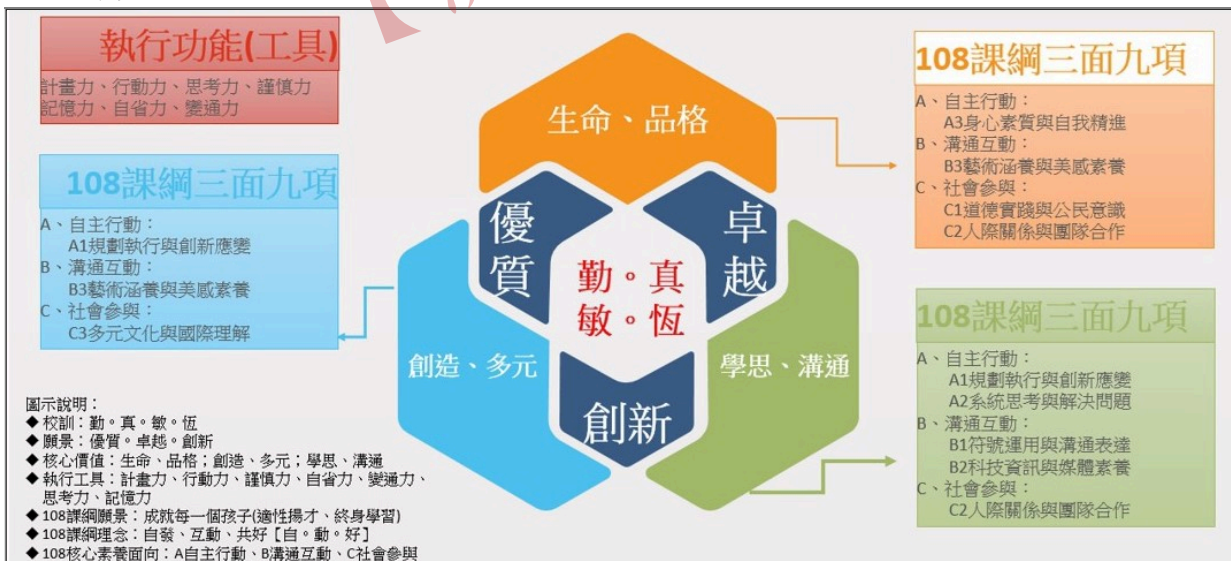 執行功能(工具)
計畫力、行動力、思考力、謹慎力
記憶力、自省力、變通力
108課綱三面九項
A、自主行動：
A1規劃執行與創新應變
B、溝通互動：
B3藝術涵養與美感素養
C、社會參與：
C3多元文化與國際理解
生命、品格
優質
卓越
勤。真
敏。恆
創造、多元
學思、溝通
創新
108課綱三面九項
A、自主行動：
A3身心素質與自我精進
B、溝通互動：
B3藝術涵養與美感素養
C、社會參與：
C1道德實踐與公民意識
C2人際關係與團隊合作
108課綱三面九項
A、自主行動：
A1規劃執行與創新應變
A2系統思考與解決問題
B、溝通互動：
B1符號運用與溝通表達
B2科技資訊與媒體素養
C、社會參與：
C2人際關係與團隊合作
圖示說明：
◆校訓：勤。真。敏。恆
◆願景：優質。卓越。創新
◆核心價值：生命、品格；創造、多元；學思、溝通
◆執行工具：計畫力、行動力、謹慎力、自省力、變通力、
思考力、記憶力
◆108課綱願景：成就每一個孩子(適性揚才、終身學習)
◆108課綱理念：自發、互動、共好［自。動。好］
◆108核心素養面向：A自主行動、B溝通互動、C社會參與